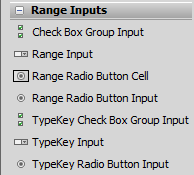 Range Inputs
Check Box Group Input
Range Input
Range Radio Button Cell
Range Radio Button Input
TypeKey Check Box Group Input
TypeKey Input
TypeKey Radio Button Input